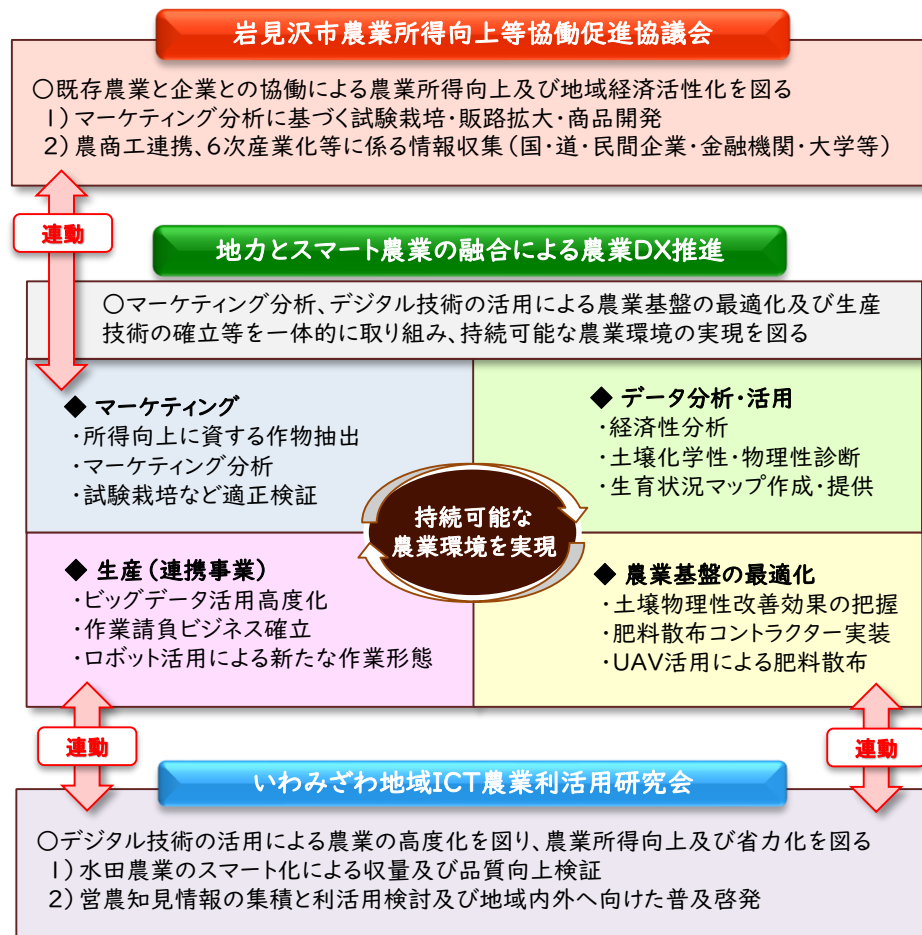 岩見沢市農業所得向上等協働促進協議会
○既存農業と企業との協働による農業所得向上及び地域経済活性化を図る
1)マーケティング分析に基づく試験栽培・販路拡大・商品開発
2)農商工連携、6次産業化等に係る情報収集(国・道・民間企業・金融機関・大学等)
連動
地力とスマート農業の融合による農業DX推進
○マーケティング分析、デジタル技術の活用による農業基盤の最適化及び生産
技術の確立等を一体的に取り組み、持続可能な農業環境の実現を図る
◆ マーケティング
・所得向上に資する作物抽出
・マーケティング分析
・試験栽培など適正検証
◆ データ分析・活用
・経済性分析
・土壌化学性・物理性診断
・生育状況マップ作成・提供
持続可能な
農業環境を実現
◆ 生産(連携事業)
・ビッグデータ活用高度化
・作業請負ビジネス確立
・ロボット活用による新たな作業形態
◆ 農業基盤の最適化
・土壌物理性改善効果の把握
・肥料散布コントラクター実装
・UAV活用による肥料散布
連動
連動
いわみざわ地域ICT農業利活用研究会
○デジタル技術の活用による農業の高度化を図り、農業所得向上及び省力化を図る
1)水田農業のスマート化による収量及び品質向上検証
2)営農知見情報の集積と利活用検討及び地域内外へ向けた普及啓発